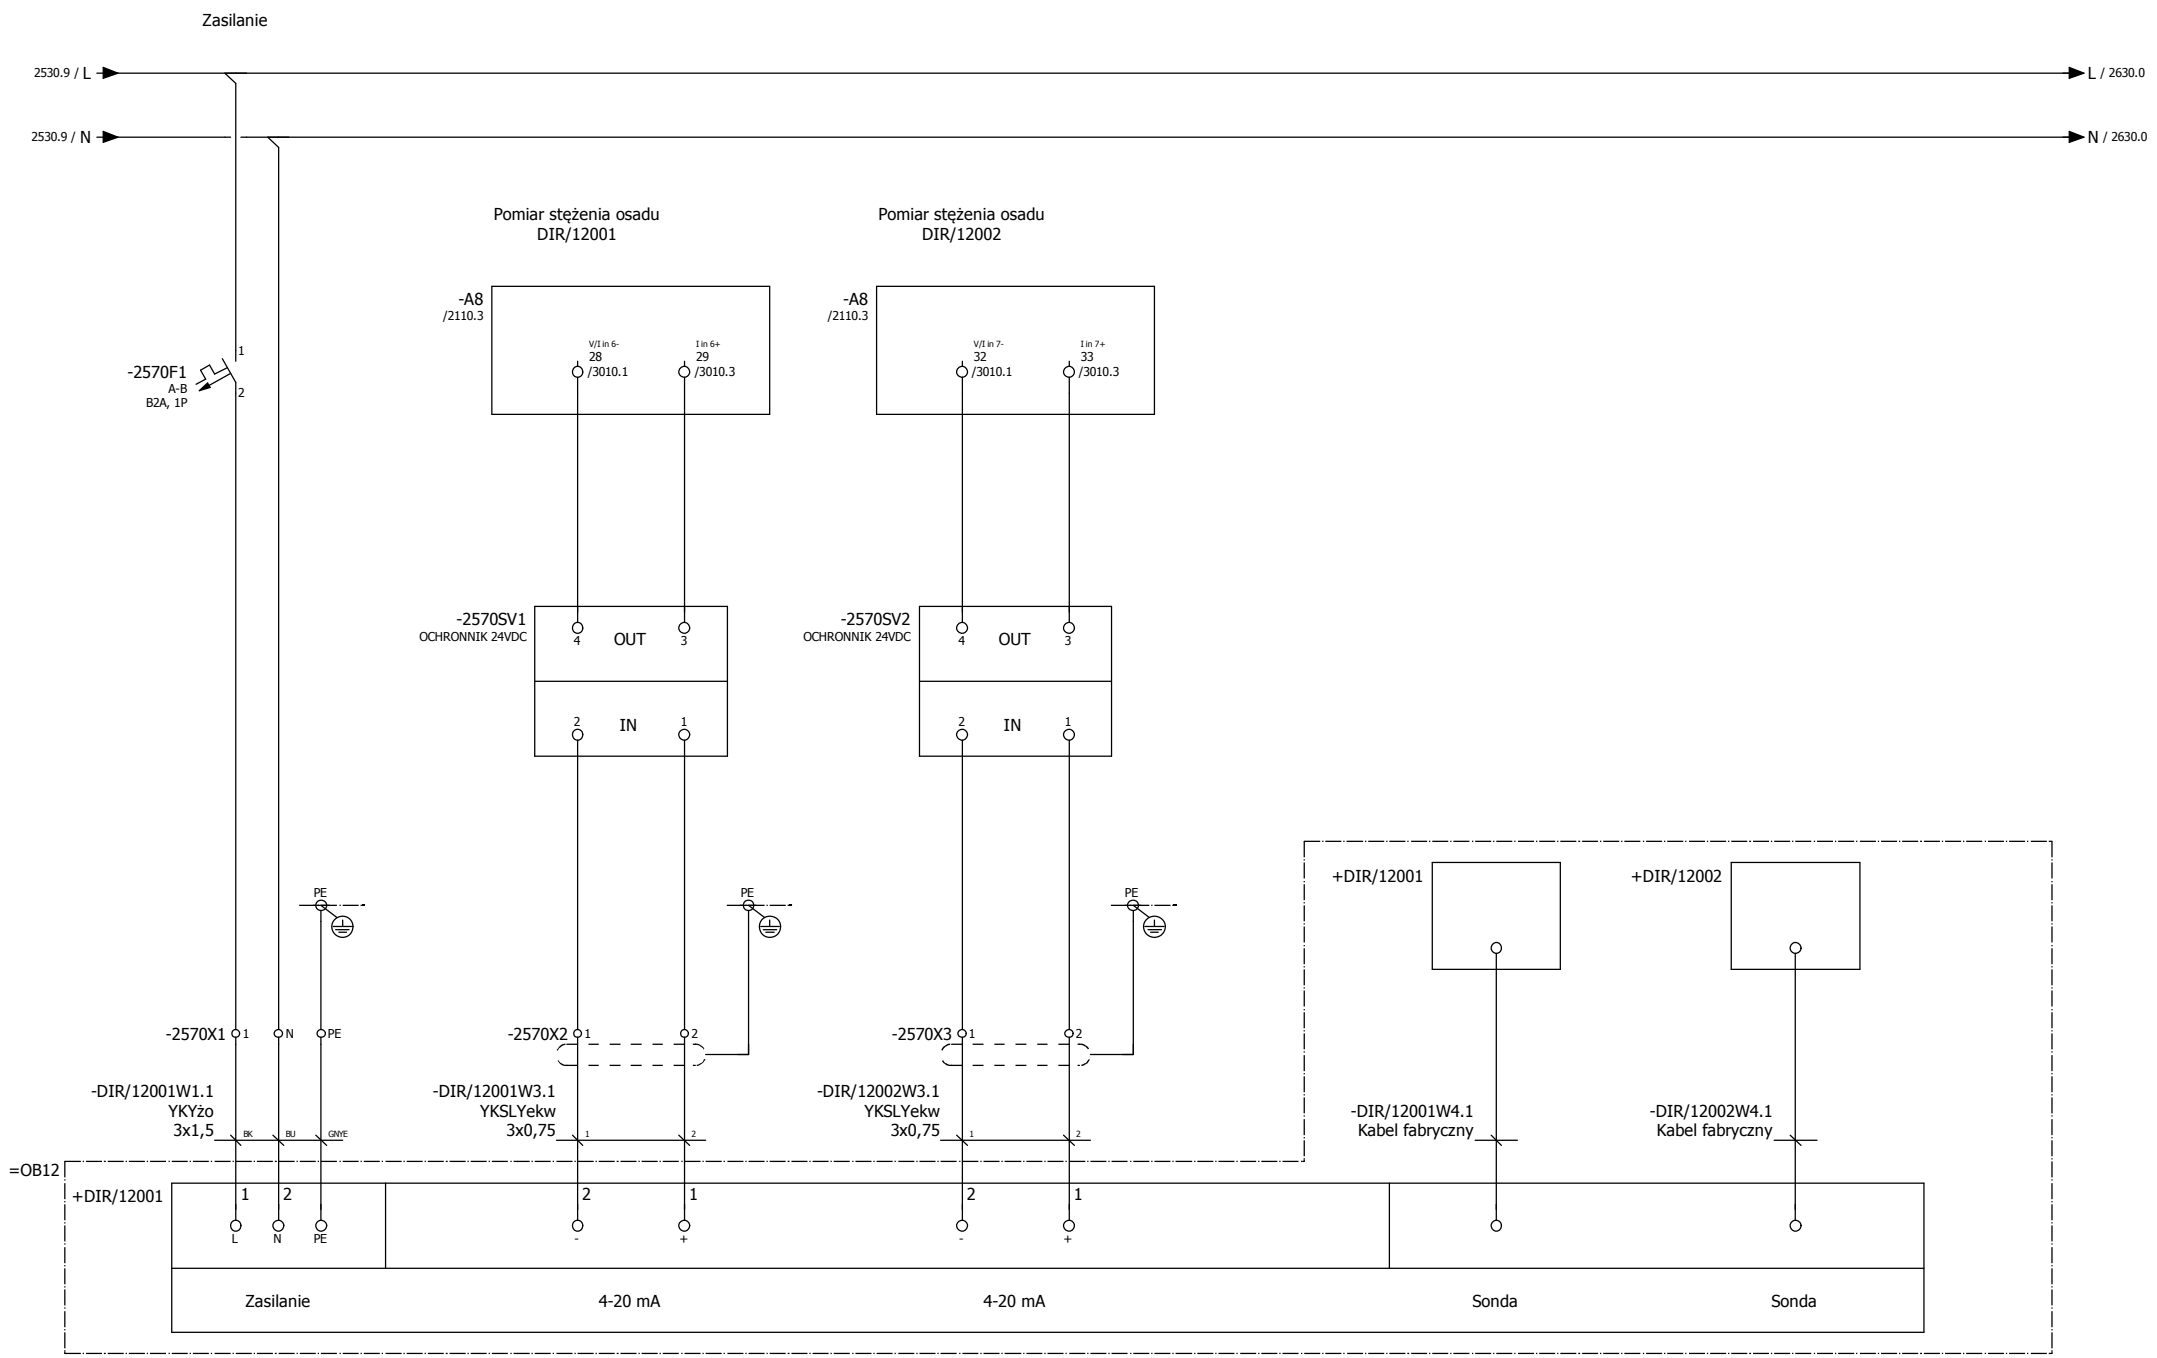 Zasilanie
2530.9 / L
L / 2630.0
2530.9 / N
N / 2630.0
Pomiar stężenia osadu
DIR/12001
Pomiar stężenia osadu
DIR/12002
-A8
/2110.3
V/I in 6-
28
/3010.1
I in 6+
29
/3010.3
-A8
/2110.3
V/I in 7-
32
/3010.1
I in 7+
33
/3010.3
-2570F1
A-B
B2A, 1P
1
2
-2570SV1
OCHRONNIK 24VDC
4
OUT
3
2
IN
1
-2570SV2
OCHRONNIK 24VDC
4
OUT
3
2
IN
1
+DIR/12001
+DIR/12002
PE
PE
PE
-2570X1
1
N
PE
-2570X2
1
2
-2570X3
1
2
-DIR/12001W1.1
YKYżo
3x1,5
BK
BU
GNYE
-DIR/12001W3.1
YKSLYekw
3x0,75
1
2
-DIR/12002W3.1
YKSLYekw
3x0,75
1
2
-DIR/12001W4.1
Kabel fabryczny
-DIR/12002W4.1
Kabel fabryczny
=OB12
+DIR/12001
1
2
2
1
2
1
L
N
PE
-
+
-
+
Zasilanie
4-20 mA
4-20 mA
Sonda
Sonda